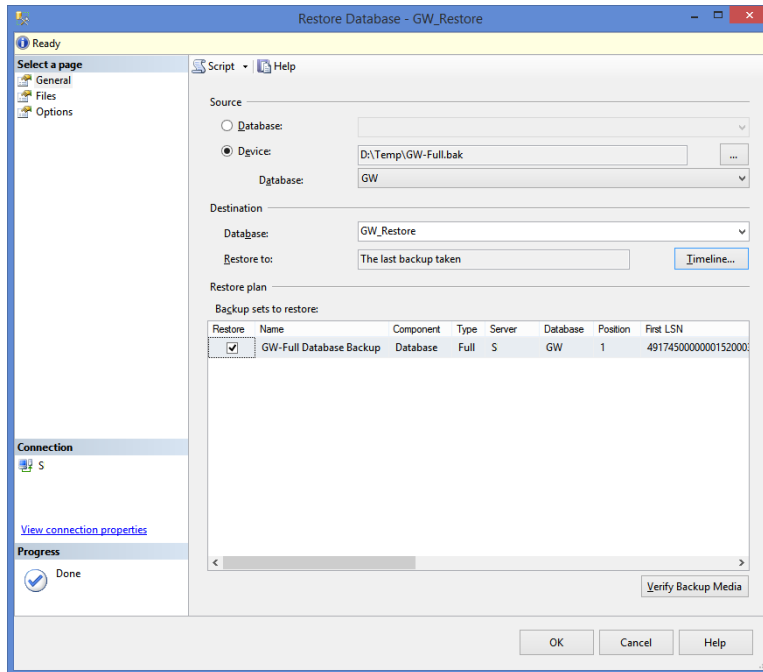 Restore Database - GW_Restore
Ready
Select a page
General
Files
Options
Script Help
Source
Database:
Device: D:\Temp\GW-Full.bak ...
Database: GW
Destination
Database: GW_Restore
Restore to: The last backup taken Timeline...
Restore plan
Backup sets to restore:
Restore Name Component Type Server Database Position First LSN
GW-Full Database Backup Database Full S GW 1
Connection
S
View connection properties
Progress
Done
Verify Backup Media
OK Cancel Help